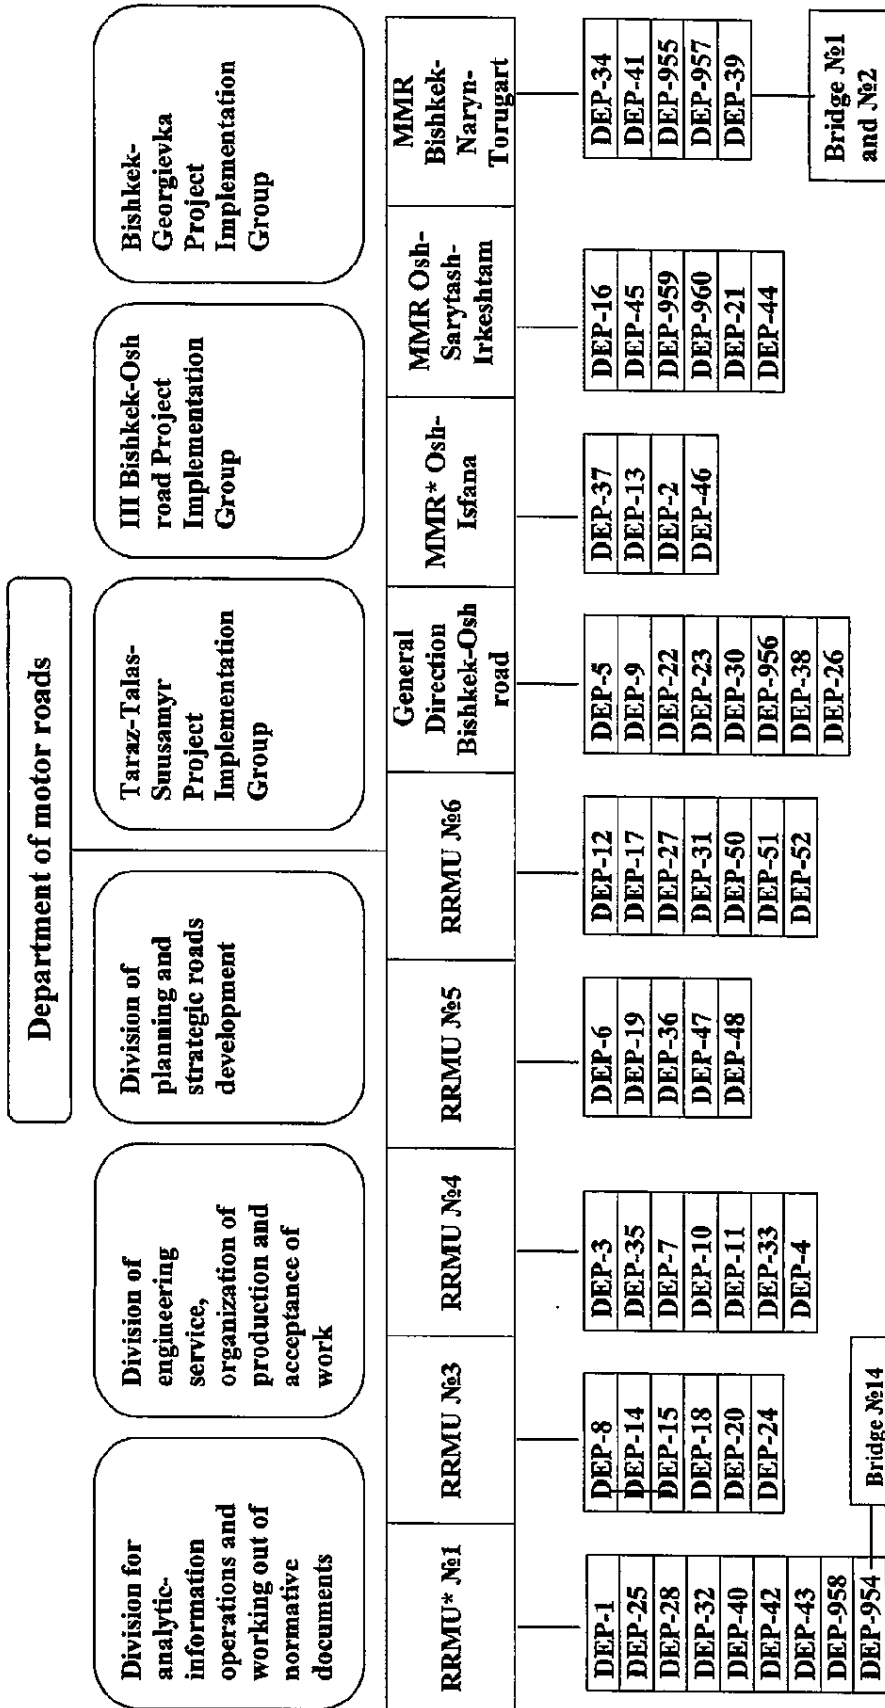 Department of motor roads
Division for
analytic-
information
operations and
working out of
normative
documents
Division of
engineering
service,
organization of
production and
acceptance of
work
Division of
planning and
strategic roads
development
Taraz-Talas-
Suusamyr
Project
Implementation
Group
III Bishkek-Osh
road Project
Implementation
Group
Bishkek-
Georgievka
Project
Implementation
Group
RRMU* №1
RRMU №3
RRMU №4
RRMU №5
RRMU №6
General
Direction
Bishkek-Osh
road
MMR* Osh-
Isfana
MMR Osh-
Sarytash-
Irkeshtam
MMR
Bishkek-
Naryn-
Torugart
DEP-1
DEP-25
DEP-28
DEP-32
DEP-40
DEP-42
DEP-43
DEP-958
DEP-954
Bridge №14
DEP-8
DEP-14
DEP-15
DEP-18
DEP-20
DEP-24
DEP-3
DEP-35
DEP-7
DEP-10
DEP-11
DEP-33
DEP-4
DEP-6
DEP-19
DEP-36
DEP-47
DEP-48
DEP-12
DEP-17
DEP-27
DEP-31
DEP-50
DEP-51
DEP-52
DEP-5
DEP-9
DEP-22
DEP-23
DEP-30
DEP-956
DEP-38
DEP-26
DEP-37
DEP-13
DEP-2
DEP-46
DEP-16
DEP-45
DEP-959
DEP-960
DEP-21
DEP-44
DEP-34
DEP-41
DEP-955
DEP-957
DEP-39
Bridge №1
and №2